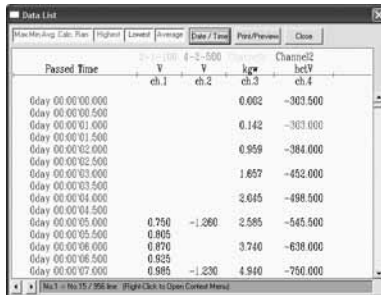 Data List
Max.Min.Avg. Calc. Ran Highest Lowest Average Date / Time Print/Preview Close
4-2-500 Channel2
Passed Time V V kgw hctV
ch.1 ch.2 ch.3 ch.4
0day 00:00'00.000 0.002 -303.500
0day 00:00'00.500
0day 00:00'01.000 0.142 -303.000
0day 00:00'01.500
0day 00:00'02.000 0.959 -384.000
0day 00:00'02.500
0day 00:00'03.000 1.657 -452.000
0day 00:00'03.500
0day 00:00'04.000 2.045 -498.500
0day 00:00'04.500
0day 00:00'05.000 0.750 -1.260 2.585 -545.500
0day 00:00'05.500 0.805
0day 00:00'06.000 0.870 3.740 -638.000
0day 00:00'06.500 0.925
0day 00:00'07.000 0.985 -1.230 4.940 -750.000
No.1 -> No.15 / 956 line (Right-Click to Open Context Menu)